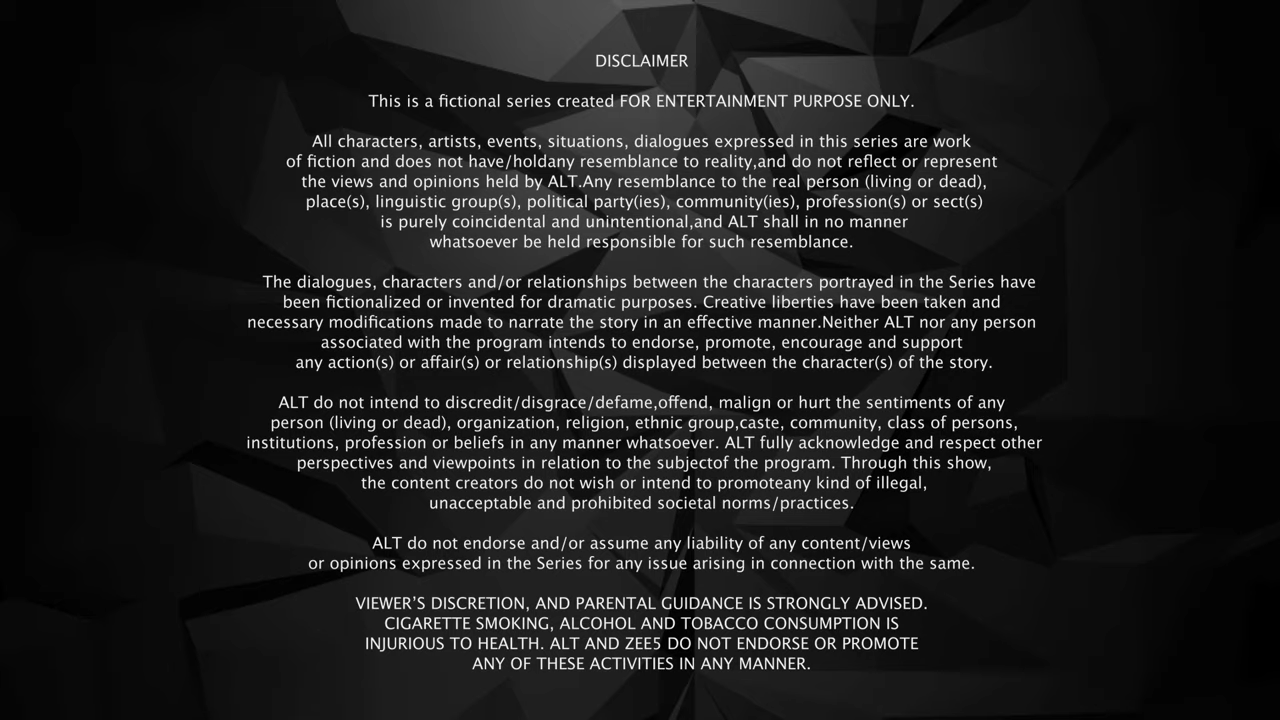 DISCLAIMER
This is a fictional series created FOR ENTERTAINMENT PURPOSE ONLY.
All characters, artists, events, situations, dialogues expressed in this series are work
of fiction and does not have/holdany resemblance to reality,and do not reflect or represent
the views and opinions held by ALT.Any resemblance to the real person (living or dead),
place(s), linguistic group(s), political party(ies), community(ies), profession(s) or sect(s)
is purely coincidental and unintentional,and ALT shall in no manner
whatsoever be held responsible for such resemblance.
The dialogues, characters and/or relationships between the characters portrayed in the Series have
been fictionalized or invented for dramatic purposes. Creative liberties have been taken and
necessary modifications made to narrate the story in an effective manner.Neither ALT nor any person
associated with the program intends to endorse, promote, encourage and support
any action(s) or affair(s) or relationship(s) displayed between the character(s) of the story.
ALT do not intend to discredit/disgrace/defame,offend, malign or hurt the sentiments of any
person (living or dead), organization, religion, ethnic group,caste, community, class of persons,
institutions, profession or beliefs in any manner whatsoever. ALT fully acknowledge and respect other
perspectives and viewpoints in relation to the subjectof the program. Through this show,
the content creators do not wish or intend to promoteany kind of illegal,
unacceptable and prohibited societal norms/practices.
ALT do not endorse and/or assume any liability of any content/views
or opinions expressed in the Series for any issue arising in connection with the same.
VIEWER'S DISCRETION, AND PARENTAL GUIDANCE IS STRONGLY ADVISED.
CIGARETTE SMOKING, ALCOHOL AND TOBACCO CONSUMPTION IS
INJURIOUS TO HEALTH. ALT AND ZEE5 DO NOT ENDORSE OR PROMOTE
ANY OF THESE ACTIVITIES IN ANY MANNER.